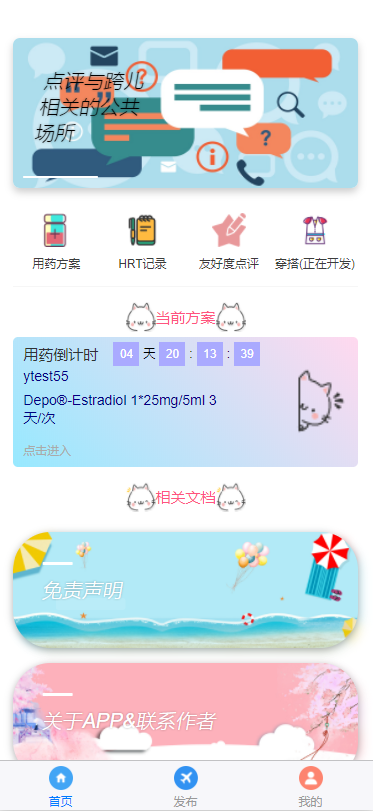 点评与跨儿
相关的公共
场所
用药方案
HRT记录
友好度点评
穿搭(正在开发)
当前方案
用药倒计时 04 天 20 : 13 : 39
ytest55
Depo®-Estradiol 1*25mg/5ml 3
天/次
点击进入
相关文档
免责声明
关于APP&联系作者
首页
发布
我的